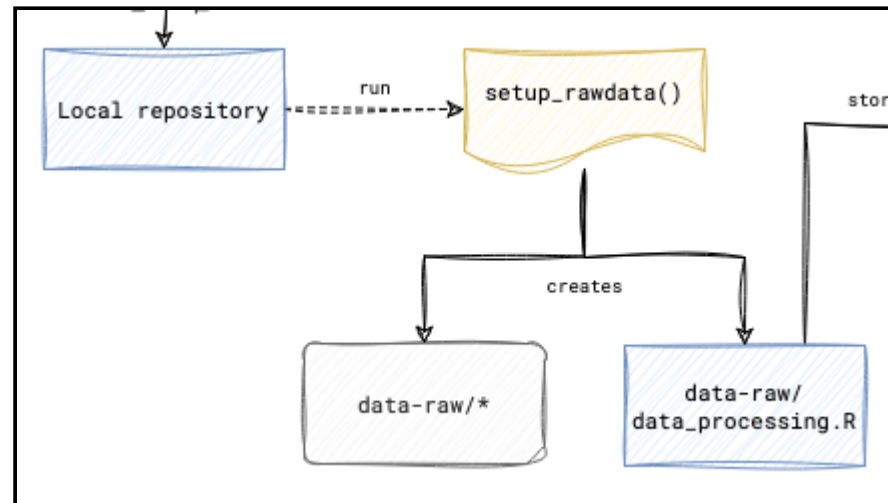 Local repository
run
setup_rawdata()
creates
data-raw/*
data-raw/
data_processing.R